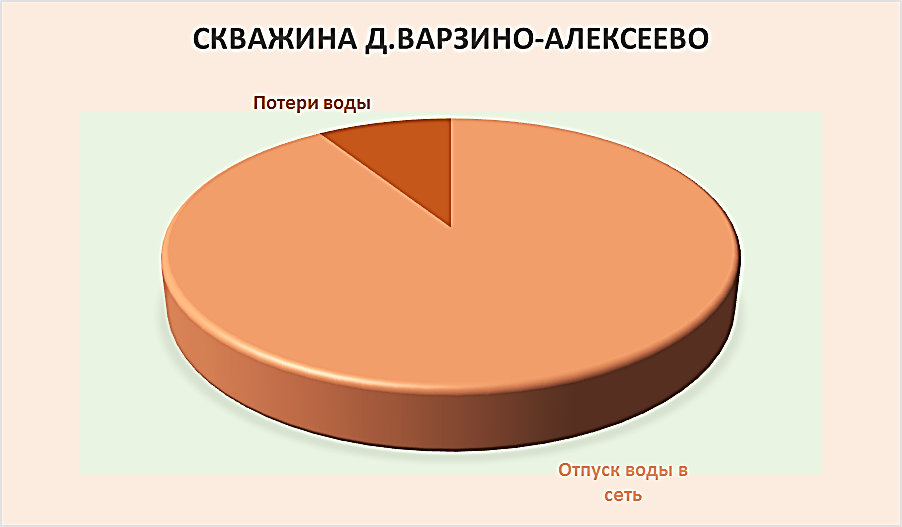 СКВАЖИНА Д.ВАРЗИНО-АЛЕКСЕЕВО
Потери воды
Отпуск воды в
сеть